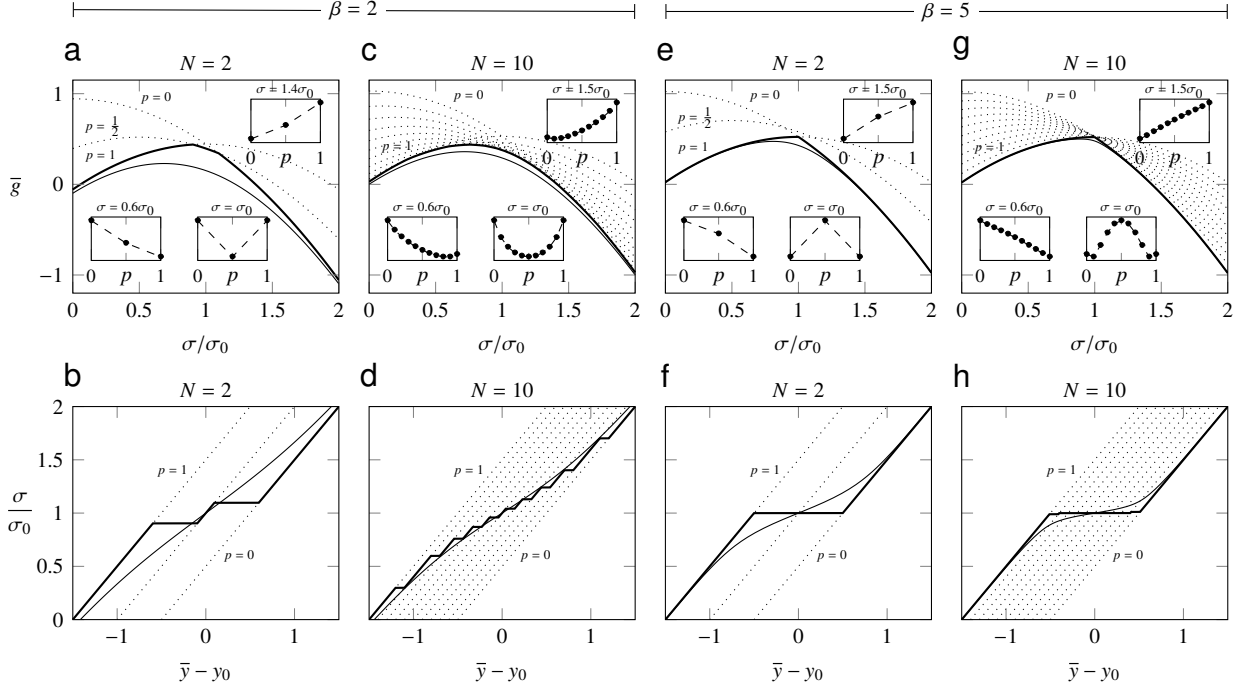 β = 2
β = 5
a
N = 2
p = 0
p = 1/2
p = 1
σ = 1.4σ0
0 p 1
σ = 0.6σ0
0 p 1
σ = σ0
0 p 1
1
0
−1
g̅
0 0.5 1 1.5 2
σ/σ0
c
N = 10
p = 0
p = 1
σ = 1.5σ0
0 p 1
σ = 0.6σ0
0 p 1
σ = σ0
0 p 1
0 0.5 1 1.5 2
σ/σ0
e
N = 2
p = 0
p = 1/2
p = 1
σ = 1.5σ0
0 p 1
σ = 0.6σ0
0 p 1
σ = σ0
0 p 1
0 0.5 1 1.5 2
σ/σ0
g
N = 10
p = 0
p = 1
σ = 1.5σ0
0 p 1
σ = 0.6σ0
0 p 1
σ = σ0
0 p 1
0 0.5 1 1.5 2
σ/σ0
b
N = 2
2
1.5
1
0.5
0
σ/σ0
p = 1
p = 0
−1 0 1
y̅ − y0
d
N = 10
p = 1
p = 0
−1 0 1
y̅ − y0
f
N = 2
p = 1
p = 0
−1 0 1
y̅ − y0
h
N = 10
p = 1
p = 0
−1 0 1
y̅ − y0